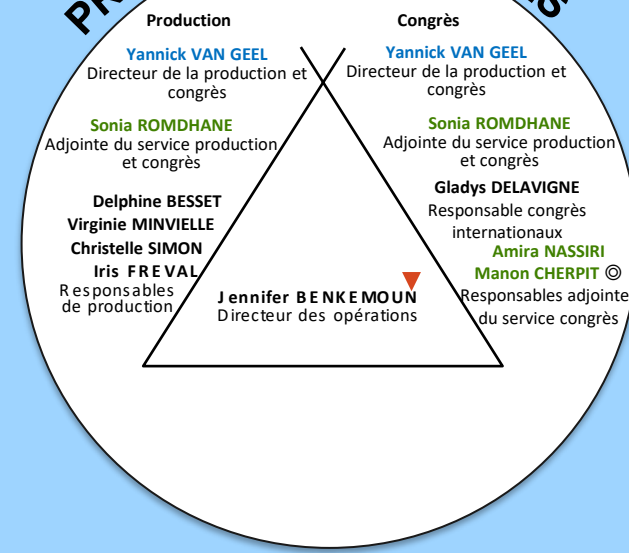 PR
Production
Yannick VAN GEEL
Directeur de la production et
congrès
Sonia ROMDHANE
Adjointe du service production
et congrès
Delphine BESSET
Virginie MINVIELLE
Christelle SIMON
Iris FREVAL
Responsables
de production
Congrès
Yannick VAN GEEL
Directeur de la production et
congrès
Sonia ROMDHANE
Adjointe du service production
et congrès
Gladys DELAVIGNE
Responsable congrès
internationaux
Amira NASSIRI
Manon CHERPIT
Responsables adjointe
du service congrès
Jennifer BENKEMOUN
Directeur des opérations